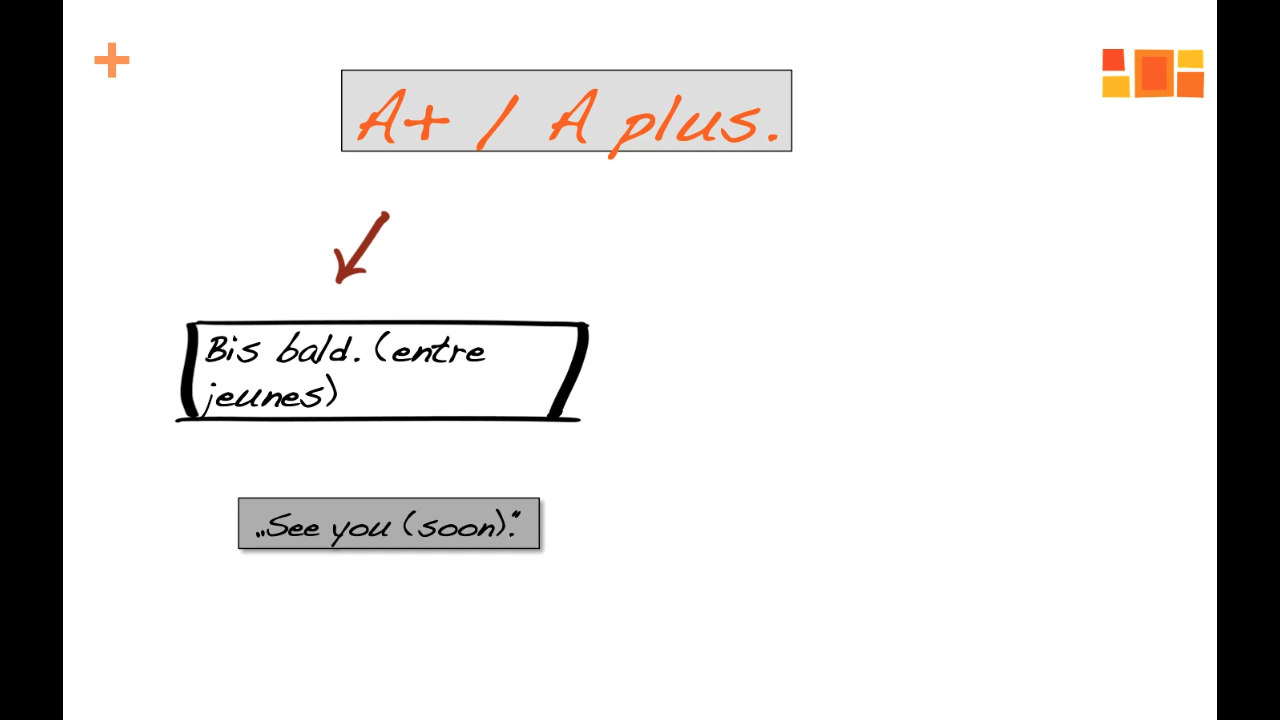 A+ / A plus.
Bis bald. (entre
jeunes)
„See you (soon).“